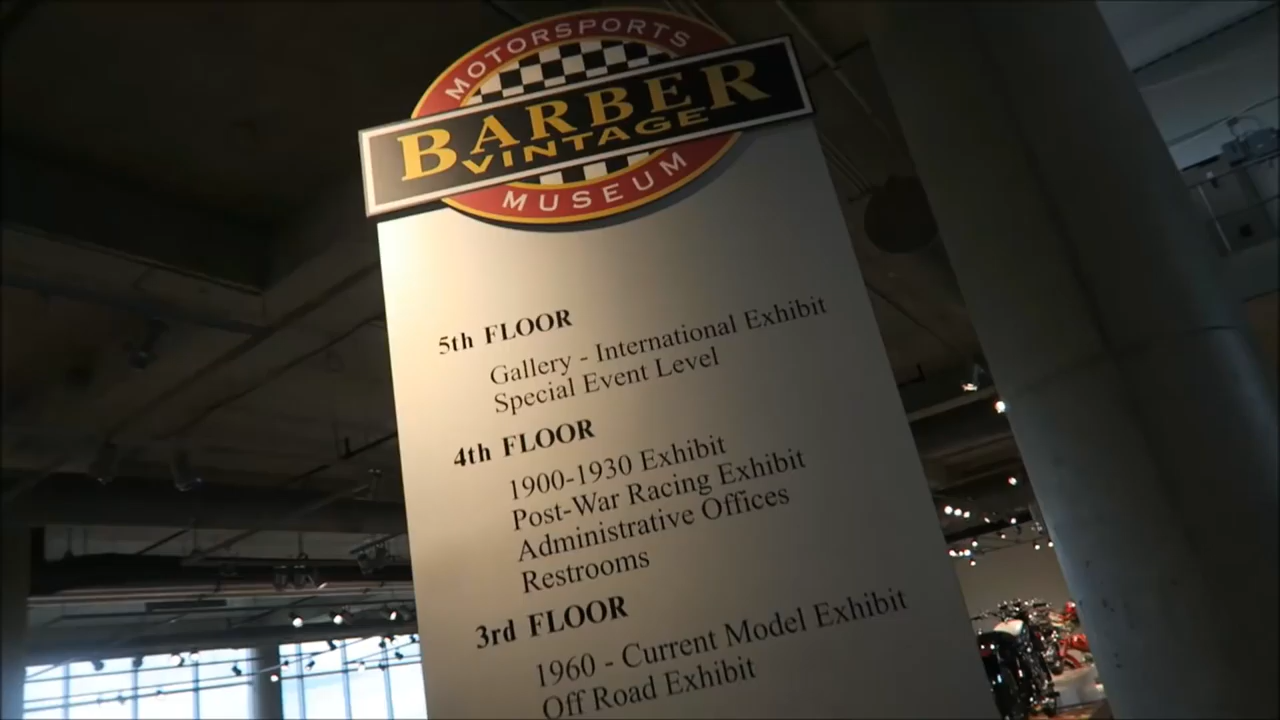 MOTORSPORTS
BARBER
VINTAGE
MUSEUM
5th FLOOR
Gallery - International Exhibit
Special Event Level
4th FLOOR
1900-1930 Exhibit
Post-War Racing Exhibit
Administrative Offices
Restrooms
3rd FLOOR
1960 - Current Model Exhibit
Off Road Exhibit